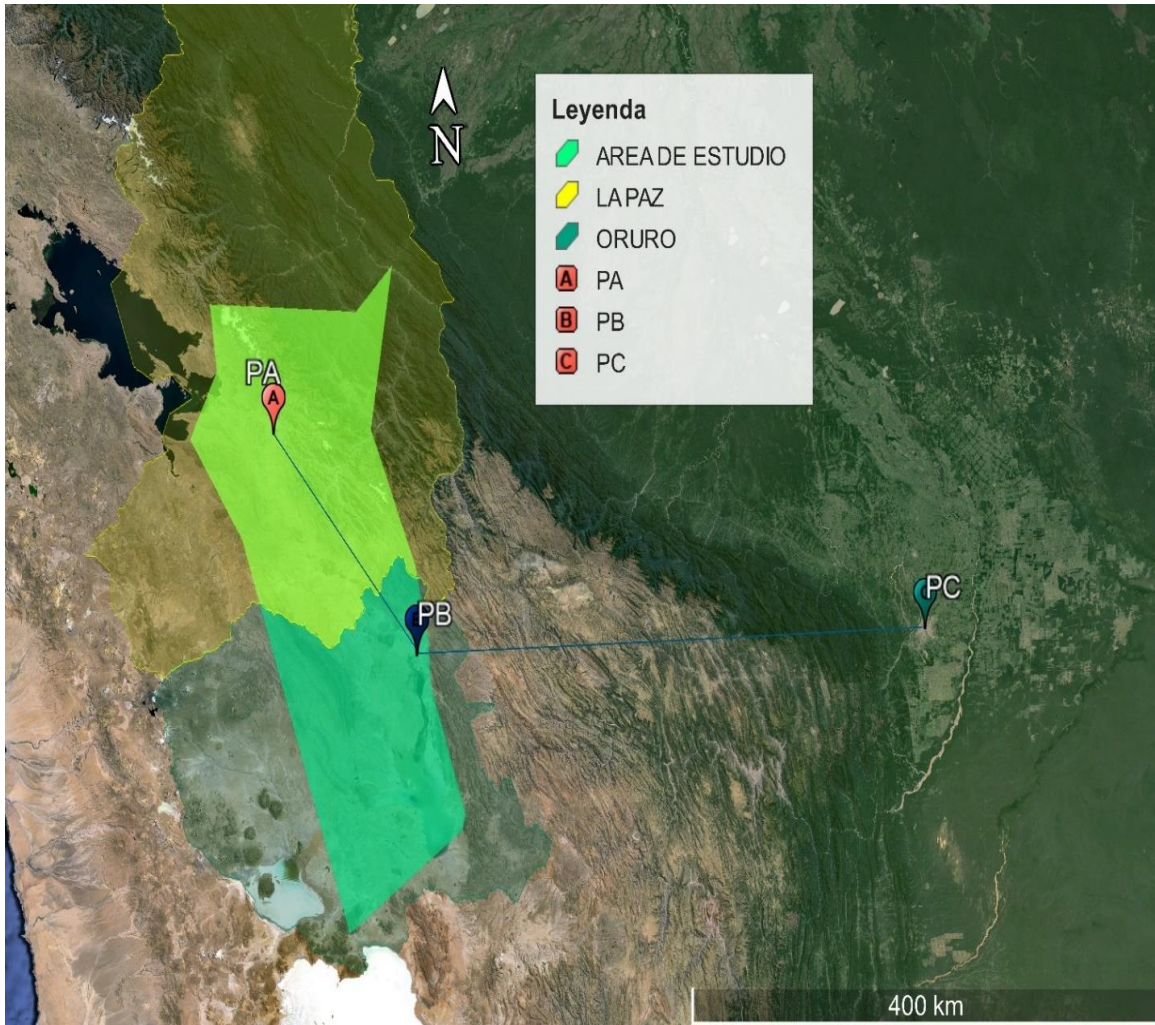 N
Leyenda
AREA DE ESTUDIO
LA PAZ
ORURO
A PA
B PB
C PC
PA
A
PB
PC
400 km